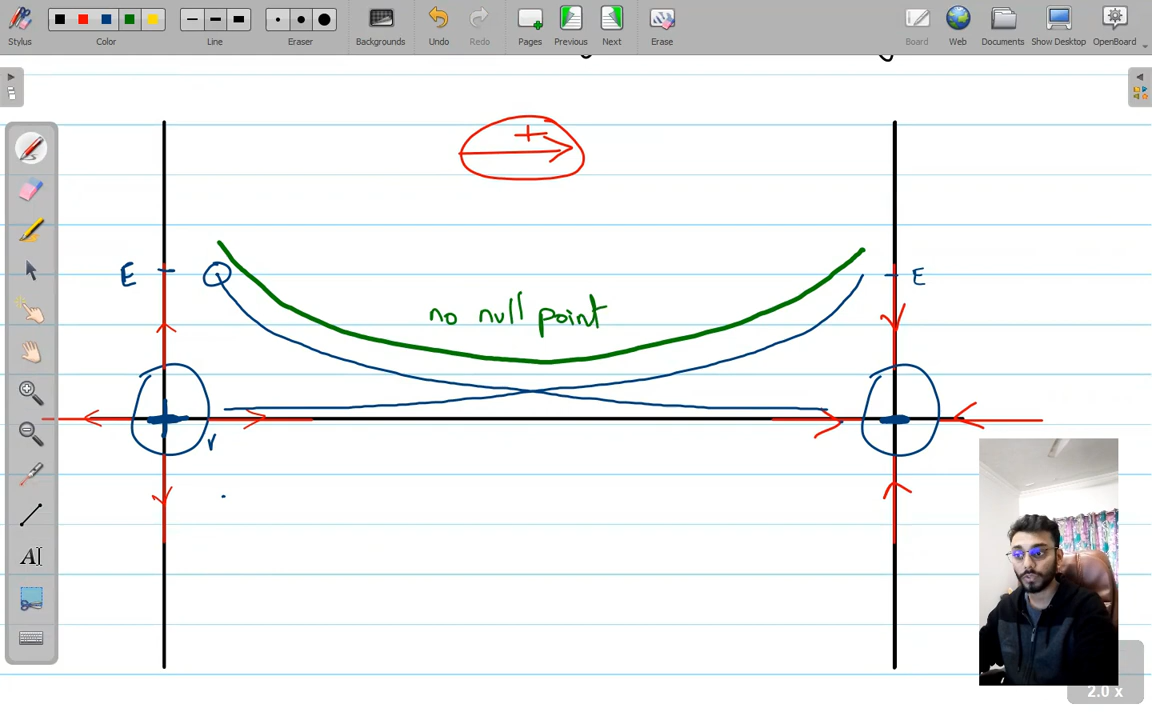 Stylus
Color
Line
Eraser
Backgrounds
Undo
Redo
Pages
Previous
Next
Erase
Board
Web
Documents
Show Desktop
OpenBoard
+
E
no null point
E
+
r
2.0 x